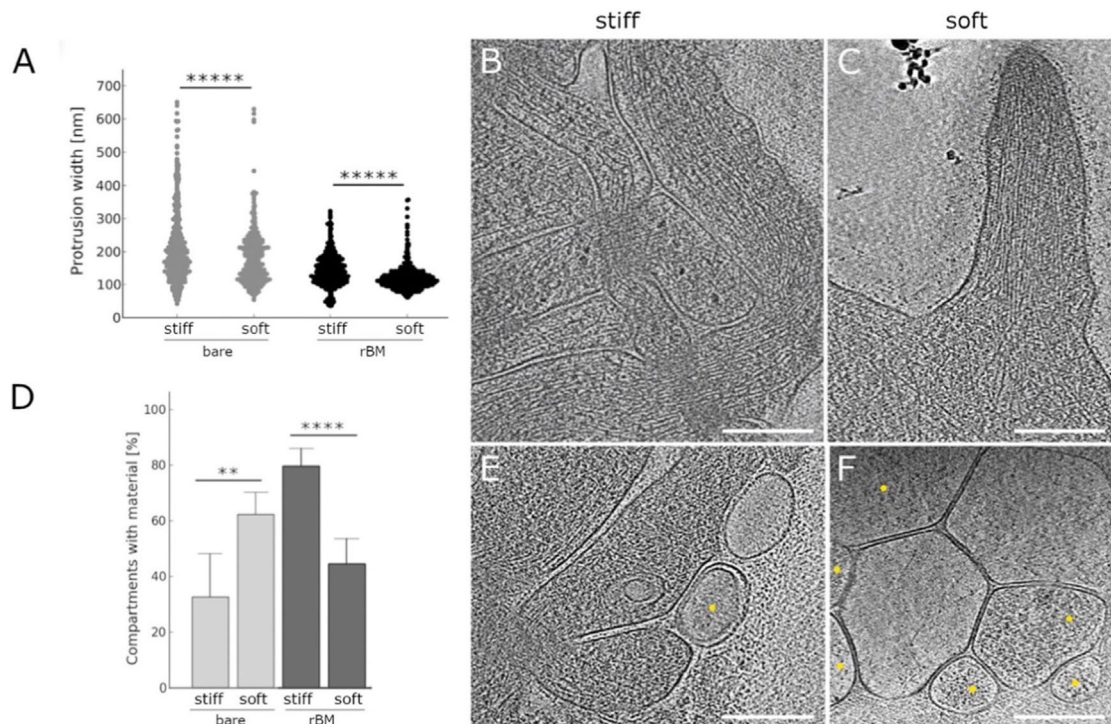 stiff
soft
A
Protrusion width [nm]
700
600
500
400
300
200
100
0
*****
*****
stiff
soft
stiff
soft
bare
rBM
B
C
D
Compartments with material [%]
100
80
60
40
20
0
**
****
stiff
soft
stiff
soft
bare
rBM
E
F